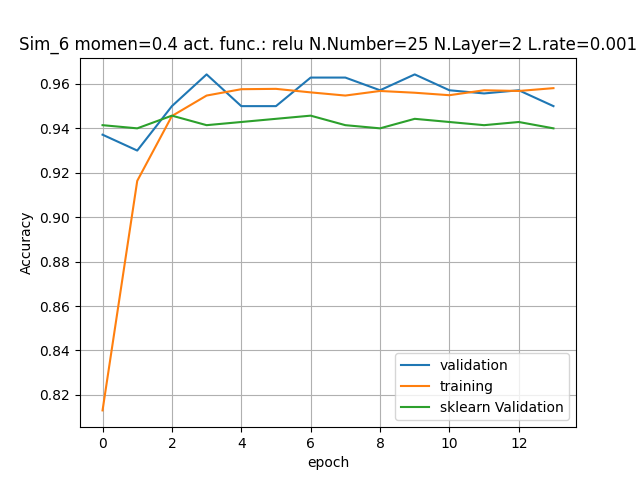 Sim_6 momen=0.4 act. func.: relu N.Number=25 N.Layer=2 L.rate=0.001
0.96
0.94
0.92
0.90
0.88
0.86
0.84
0.82
Accuracy
validation
training
sklearn Validation
0 2 4 6 8 10 12
epoch